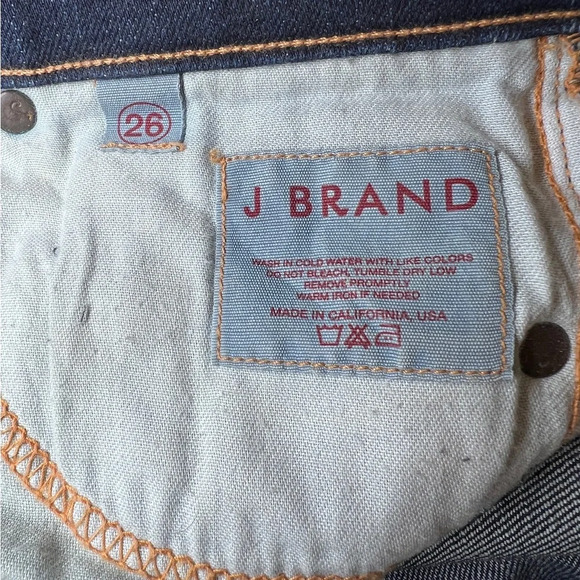 26
J BRAND
WASH IN COLD WATER WITH LIKE COLORS
DO NOT BLEACH, TUMBLE DRY LOW
REMOVE PROMPTLY
WARM IRON IF NEEDED
MADE IN CALIFORNIA, USA